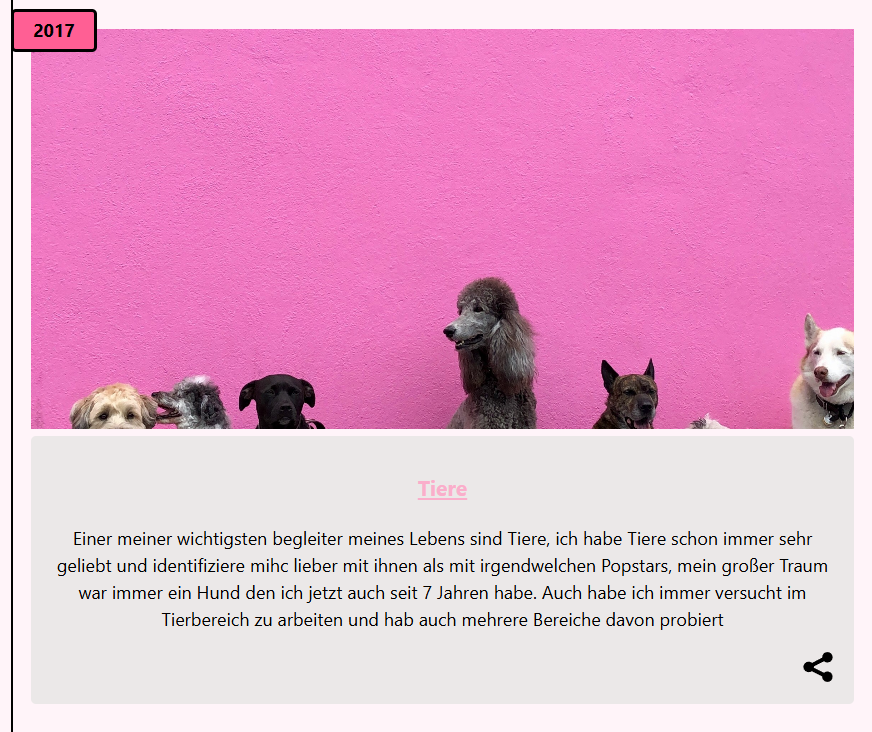 2017
Tiere
Einer meiner wichtigsten begleiter meines Lebens sind Tiere, ich habe Tiere schon immer sehr
geliebt und identifiziere mihc lieber mit ihnen als mit irgendwelchen Popstars, mein großer Traum
war immer ein Hund den ich jetzt auch seit 7 Jahren habe. Auch habe ich immer versucht im
Tierbereich zu arbeiten und hab auch mehrere Bereiche davon probiert